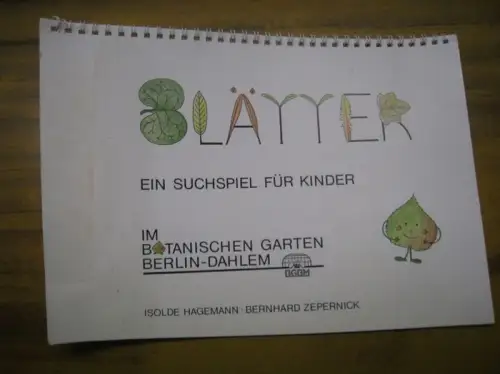 BLÄTTER
EIN SUCHSPIEL FÜR KINDER
IM
BOTANISCHEN GARTEN
BERLIN-DAHLEM
BGBM
ISOLDE HAGEMANN · BERNHARD ZEPERNICK